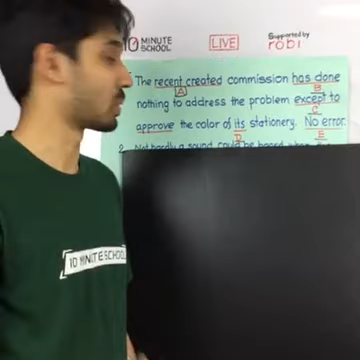 10 MINUTE
SCHOOL
LIVE
Supported by
robi
The recent created commission has done
A
B
nothing to address the problem except to
C
approve the color of its stationery. No error.
D
E
2. Not hardly a sound could be heard when
10 MINUTE SCHOOL